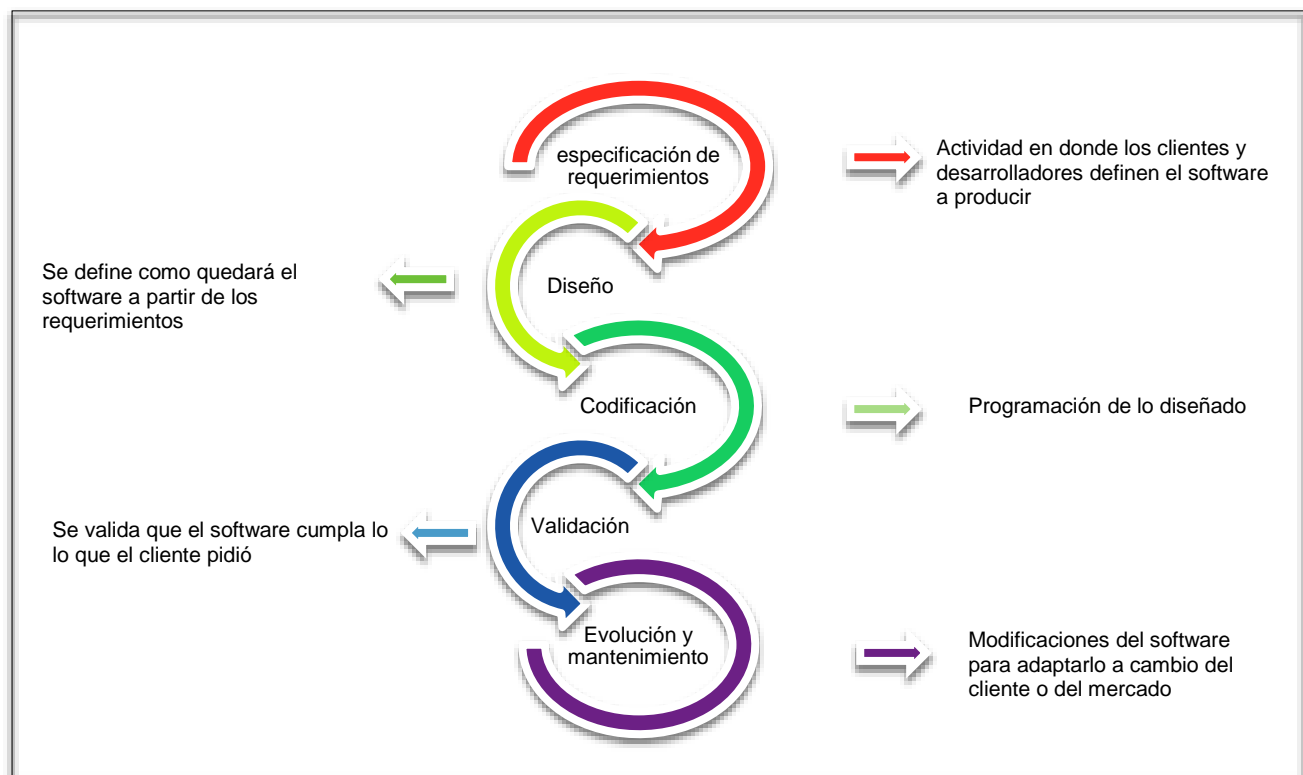 especificación de
requerimientos
Actividad en donde los clientes y
desarrolladores definen el software
a producir
Se define como quedará el
software a partir de los
requerimientos
Diseño
Codificación
Programación de lo diseñado
Se valida que el software cumpla lo
lo que el cliente pidió
Validación
Evolución y
mantenimiento
Modificaciones del software
para adaptarlo a cambio del
cliente o del mercado